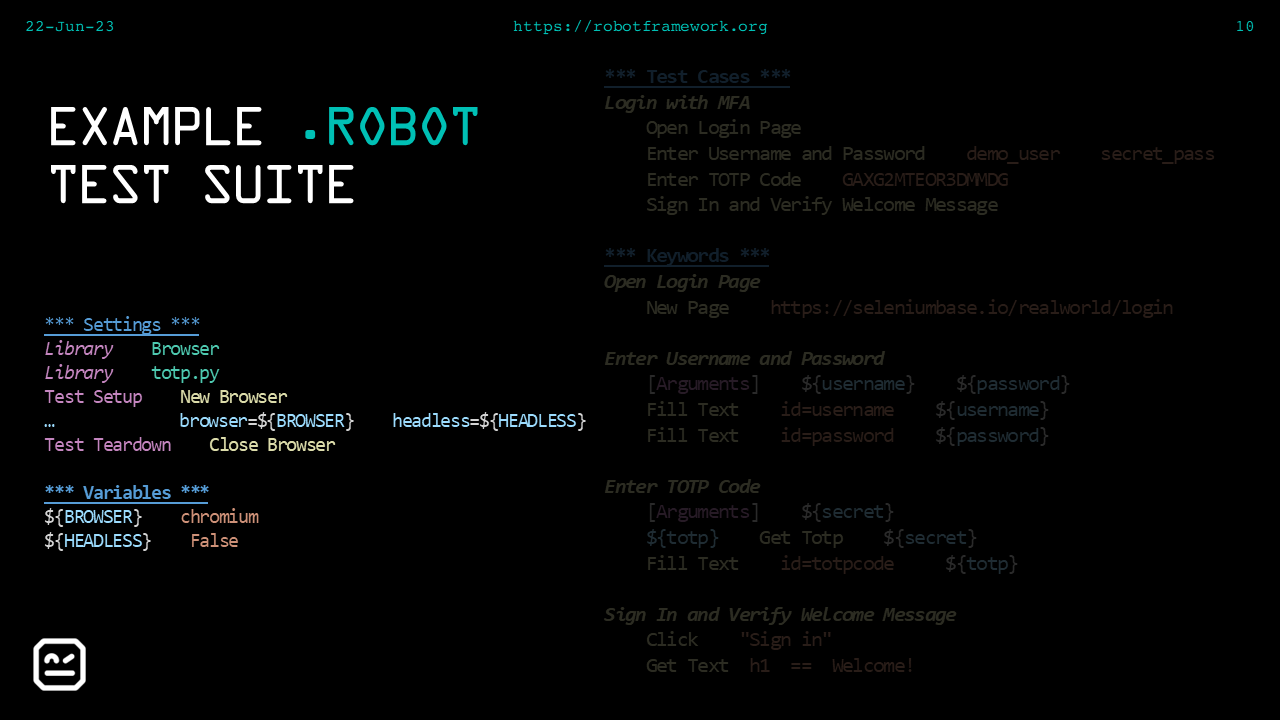 22-Jun-23
https://robotframework.org
10
EXAMPLE .ROBOT
TEST SUITE
*** Settings ***
Library    Browser
Library    totp.py
Test Setup    New Browser
…            browser=${BROWSER}    headless=${HEADLESS}
Test Teardown    Close Browser
*** Variables ***
${BROWSER}    chromium
${HEADLESS}    False
*** Test Cases ***
Login with MFA
Open Login Page
Enter Username and Password    demo_user    secret_pass
Enter TOTP Code    GAXG2MTEOR3DMMDG
Sign In and Verify Welcome Message
*** Keywords ***
Open Login Page
New Page    https://seleniumbase.io/realworld/login
Enter Username and Password
[Arguments]    ${username}    ${password}
Fill Text    id=username    ${username}
Fill Text    id=password    ${password}
Enter TOTP Code
[Arguments]    ${secret}
${totp}    Get Totp    ${secret}
Fill Text    id=totpcode     ${totp}
Sign In and Verify Welcome Message
Click    "Sign in"
Get Text  h1  ==  Welcome!